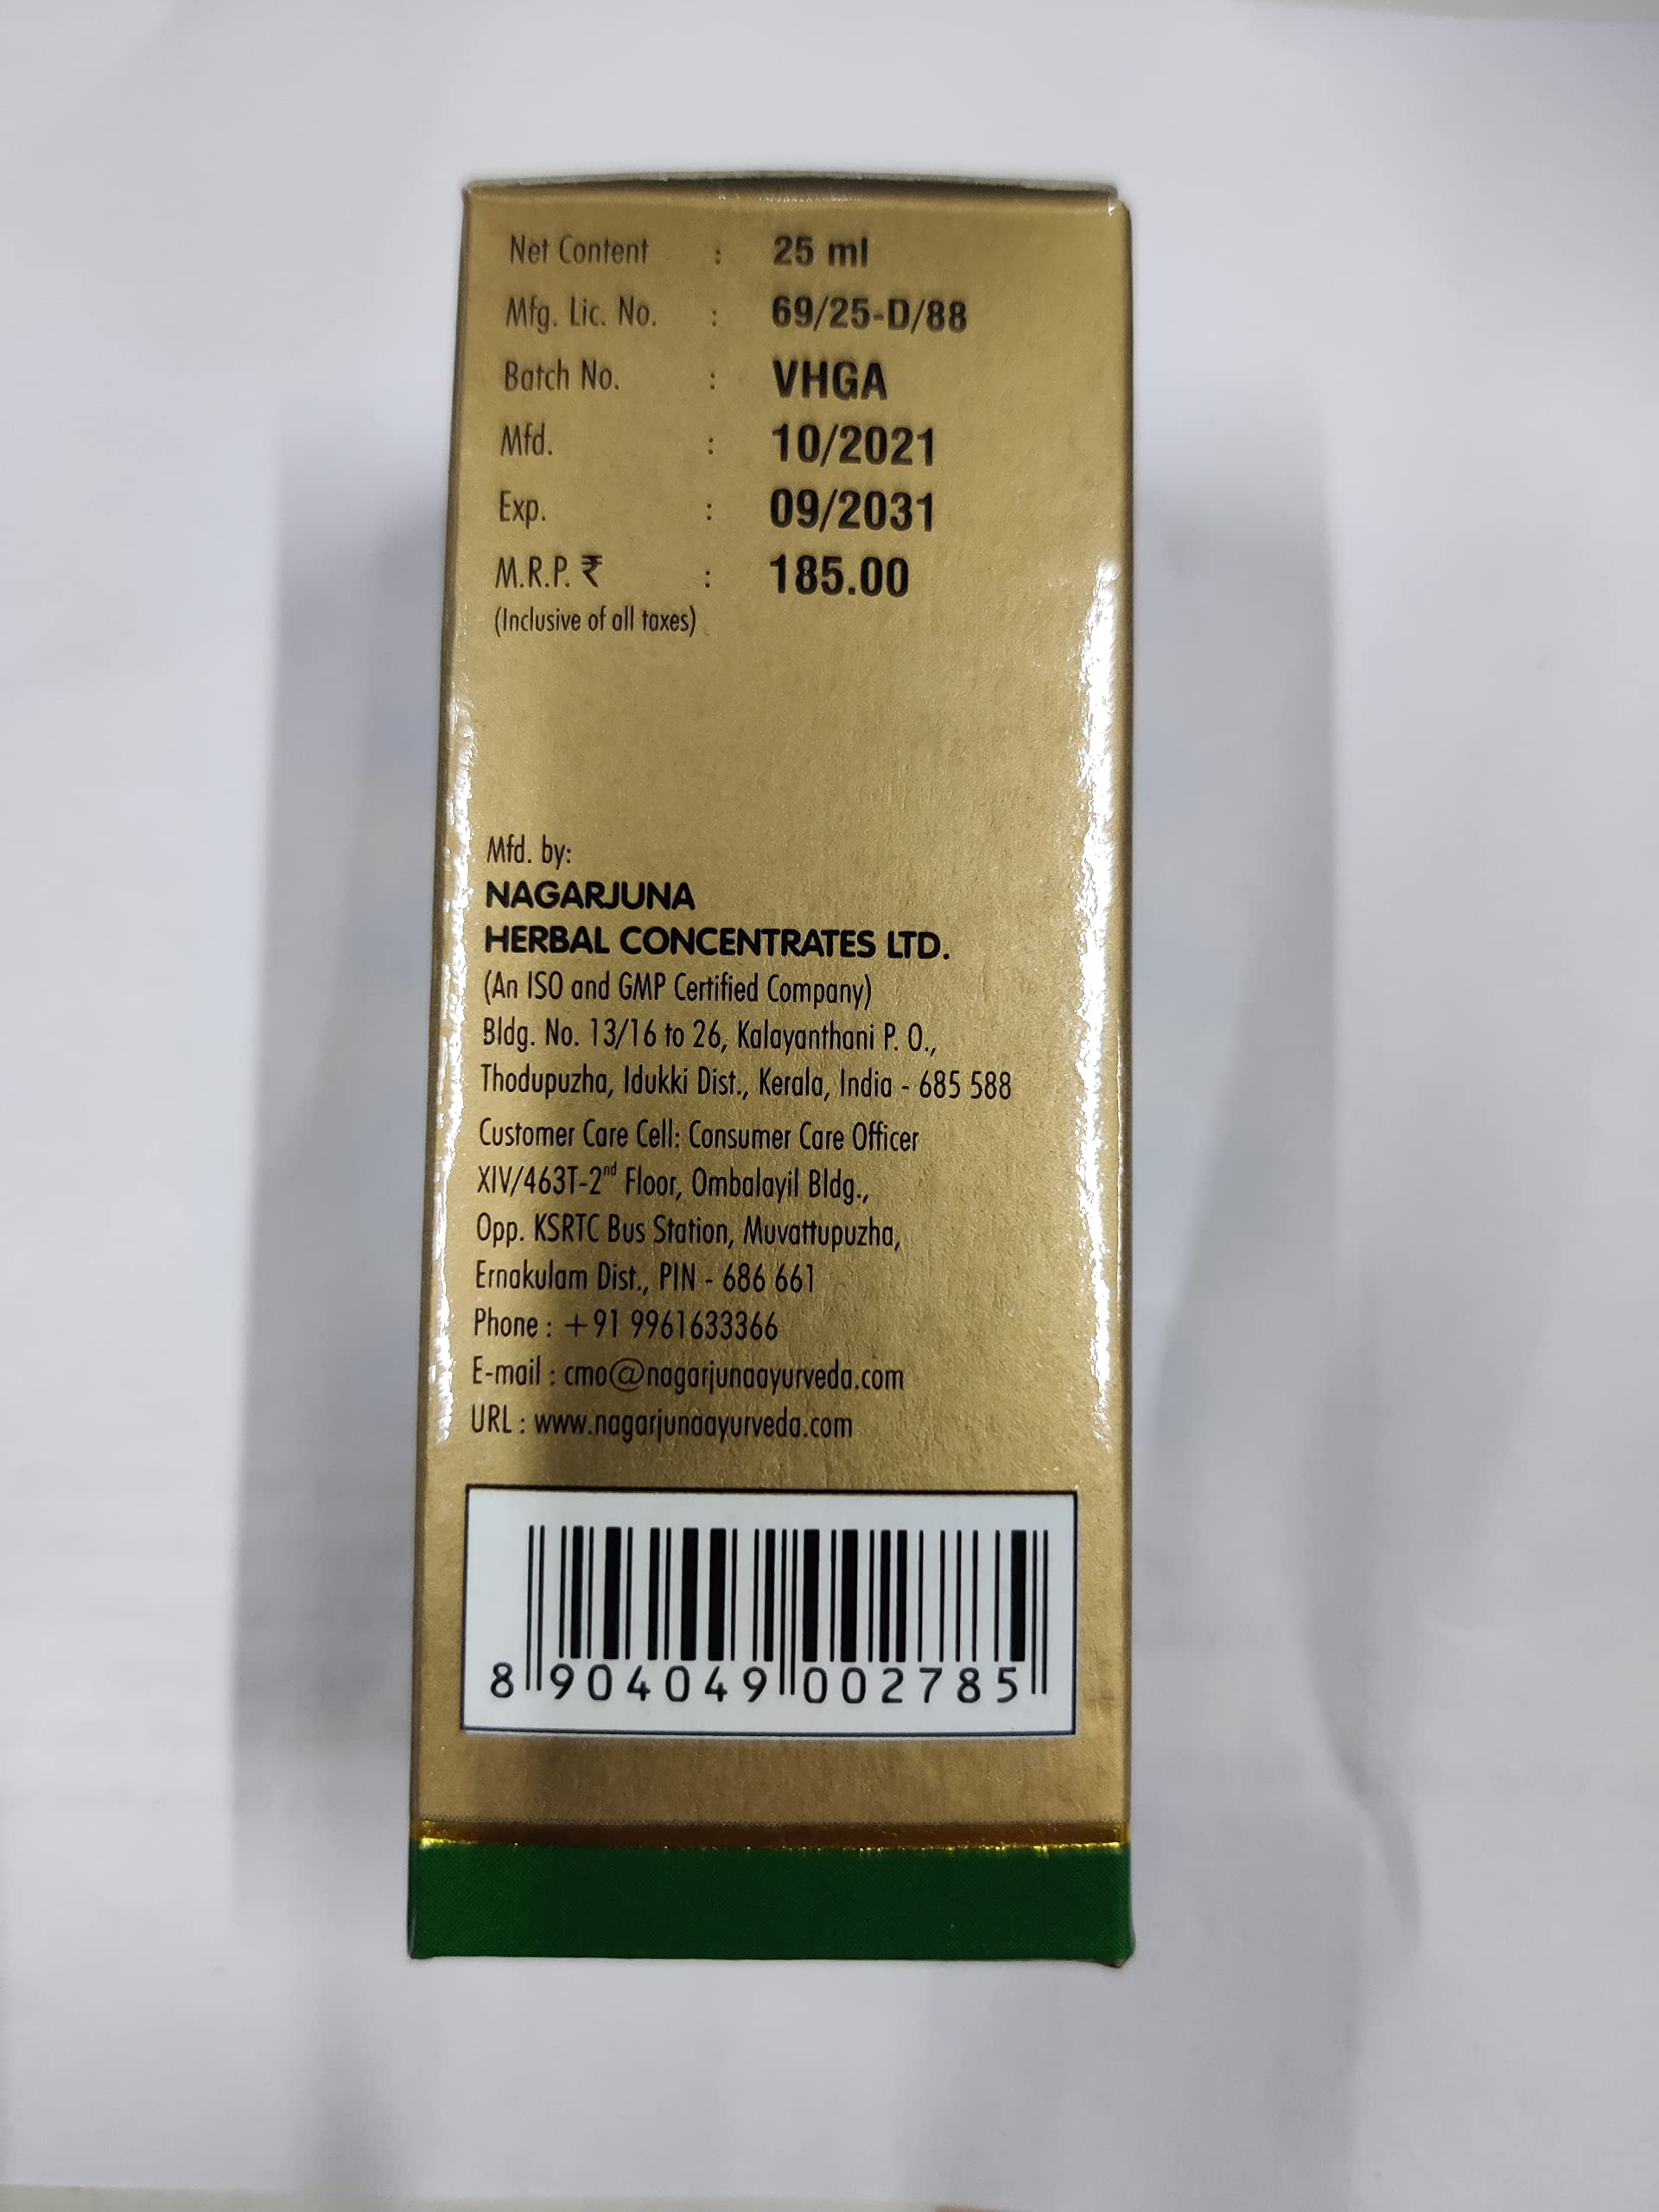 Net Content : 25 ml
Mfg. Lic. No. : 69/25-D/88
Batch No. : VHGA
Mfd. : 10/2021
Exp. : 09/2031
M.R.P. ₹ : 185.00
(Inclusive of all taxes)
Mfd. by:
NAGARJUNA
HERBAL CONCENTRATES LTD.
(An ISO and GMP Certified Company)
Bldg. No. 13/16 to 26, Kalayanthani P. O.,
Thodupuzha, Idukki Dist., Kerala, India - 685 588
Customer Care Cell: Consumer Care Officer
XIV/463T-2nd Floor, Ombalayil Bldg.,
Opp. KSRTC Bus Station, Muvattupuzha,
Ernakulam Dist., PIN - 686 661
Phone : +91 9961633366
E-mail : cmo@nagarjunaayurveda.com
URL : www.nagarjunaayurveda.com
8 904049 002785